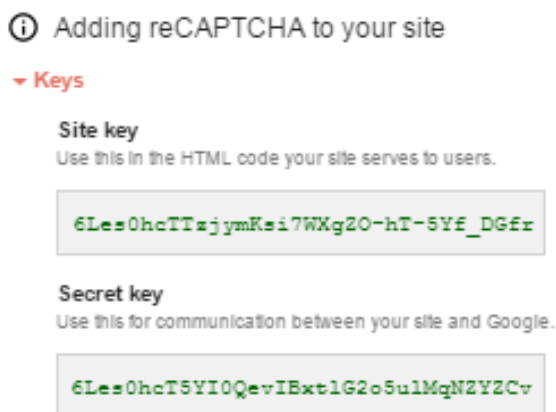 Adding reCAPTCHA to your site
Keys
Site key
Use this in the HTML code your site serves to users.
6Les0hcTTzjymKsi7WXgZO-hT-5Yf_DGfr
Secret key
Use this for communication between your site and Google.
6Les0hcT5YI0QevIBxtlG2o5ulMqNZYZCv